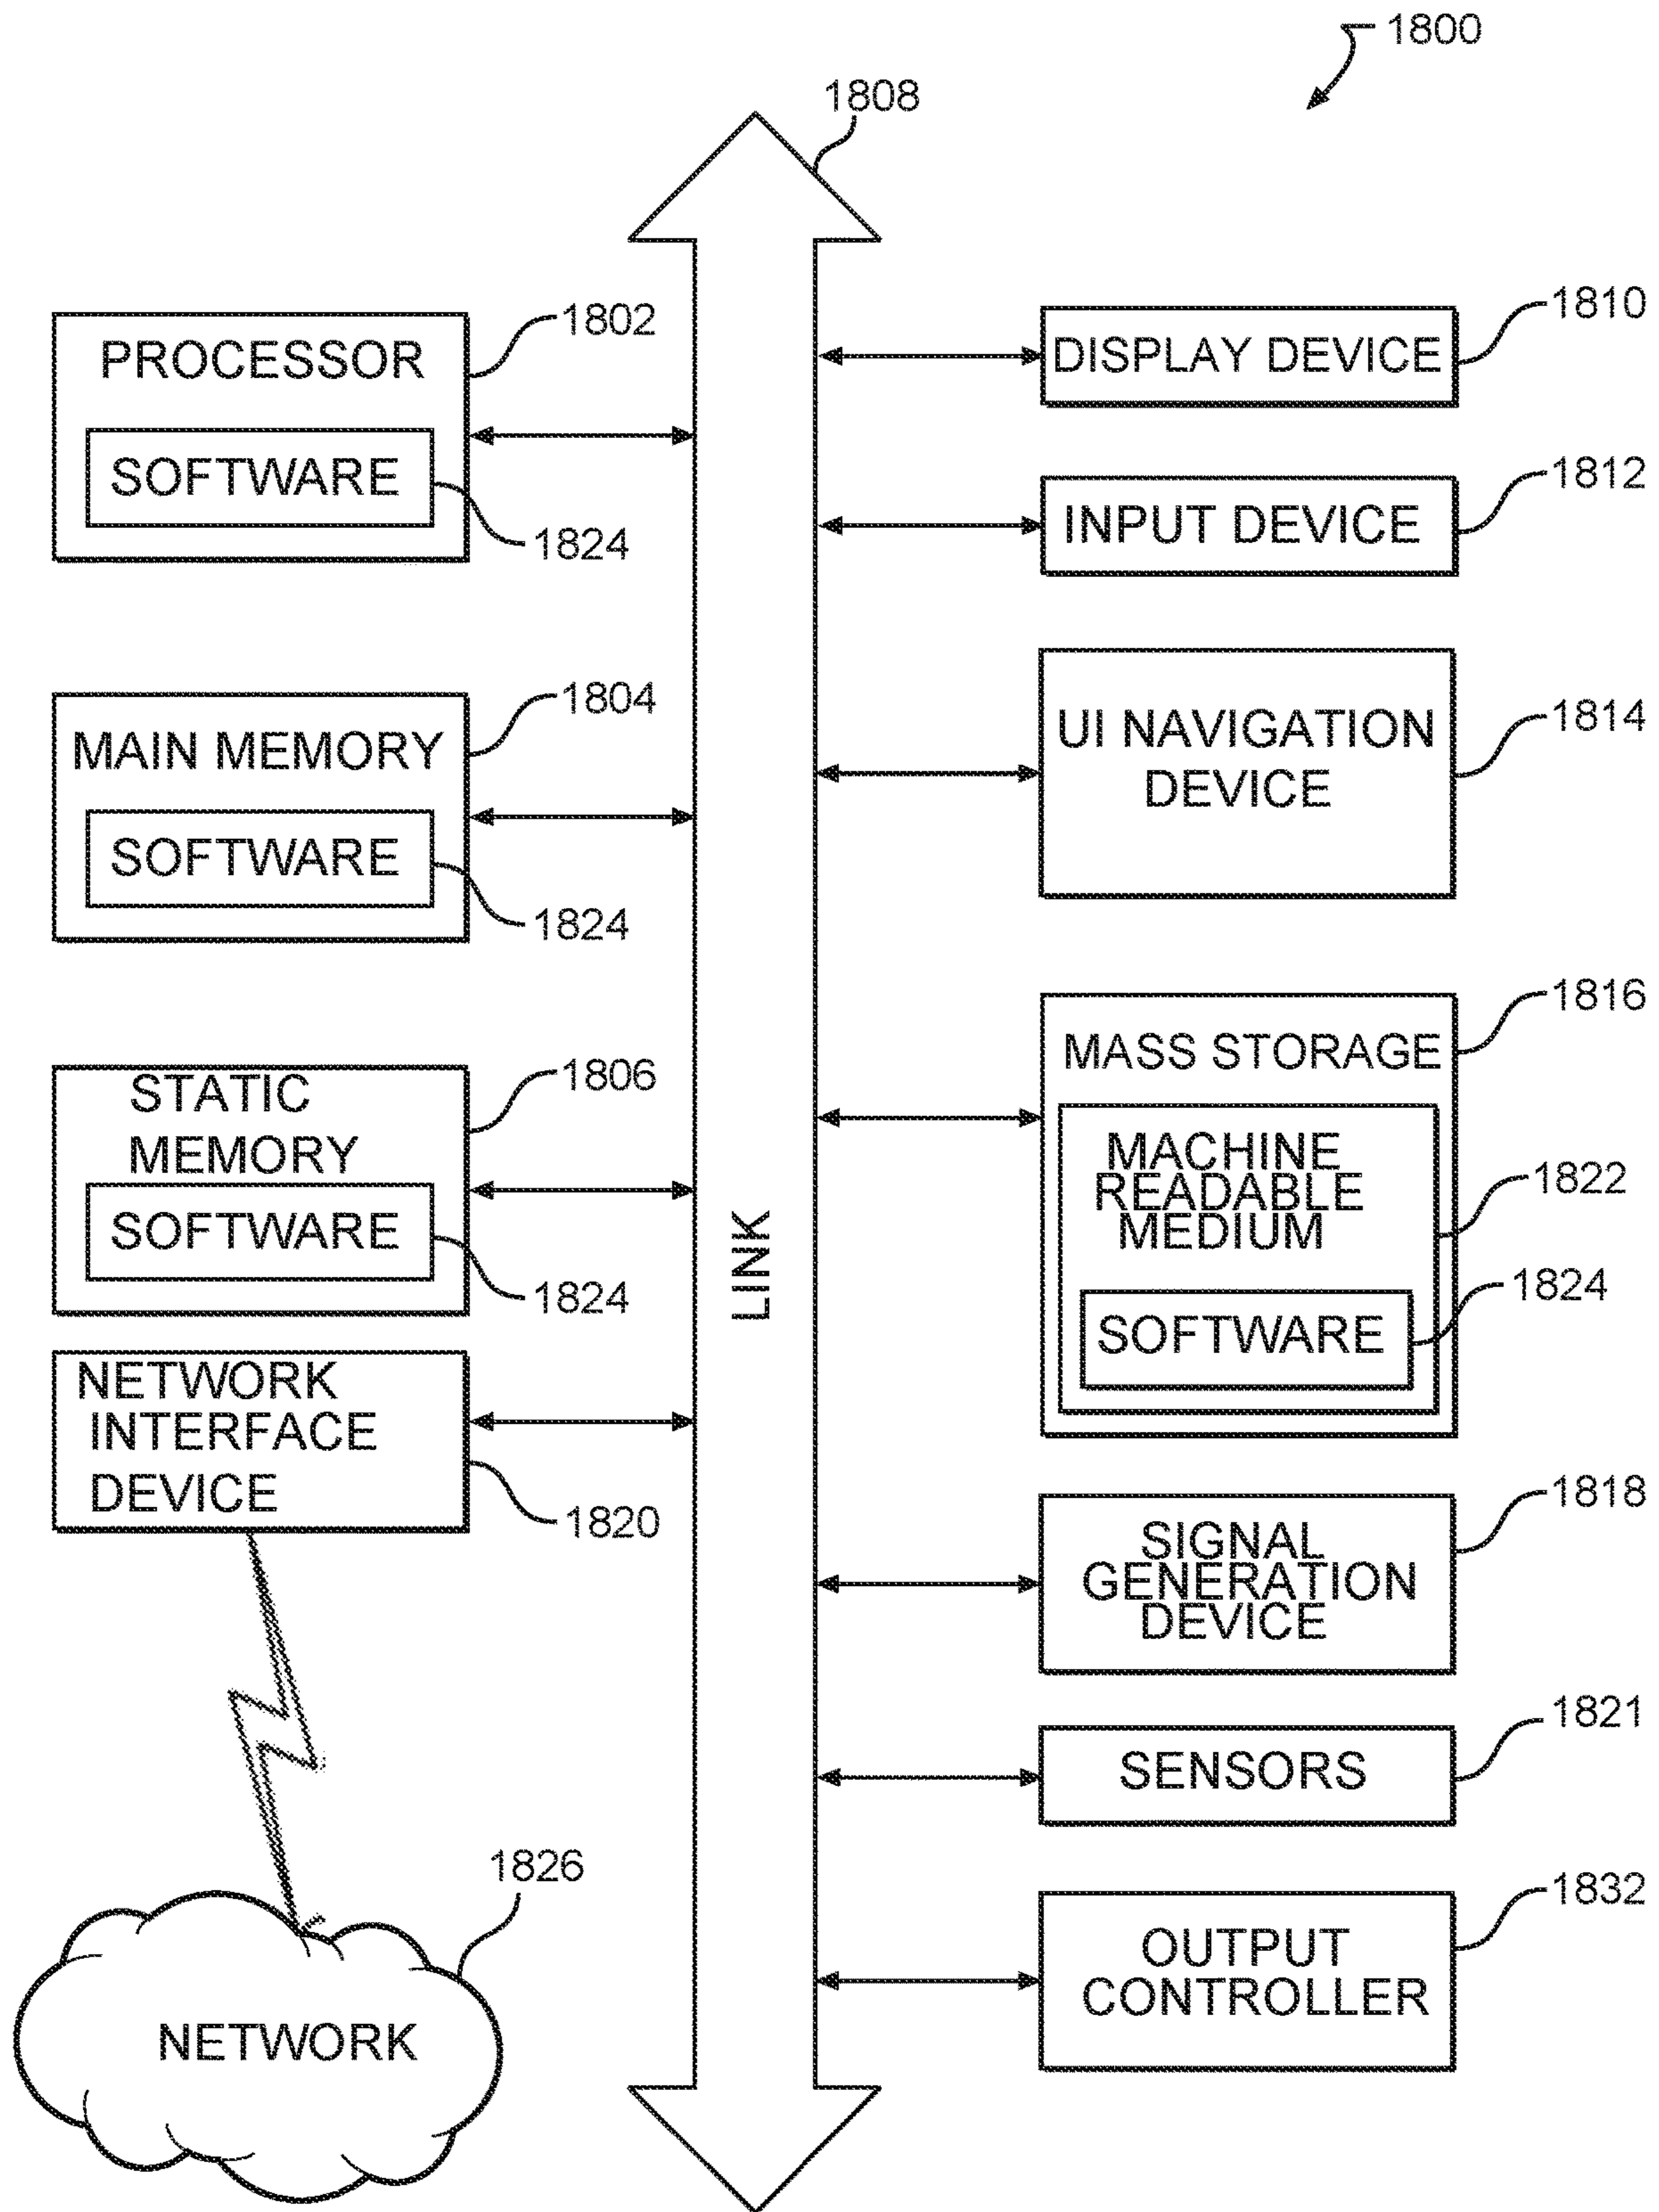 1800
1808
1802
PROCESSOR
SOFTWARE
1824
1804
MAIN MEMORY
SOFTWARE
1824
1806
STATIC
MEMORY
SOFTWARE
1824
NETWORK
INTERFACE
DEVICE
1820
1826
NETWORK
LINK
1810
DISPLAY DEVICE
1812
INPUT DEVICE
1814
UI NAVIGATION
DEVICE
1816
MASS STORAGE
MACHINE
READABLE
MEDIUM
1822
1824
SOFTWARE
1818
SIGNAL
GENERATION
DEVICE
1821
SENSORS
1832
OUTPUT
CONTROLLER